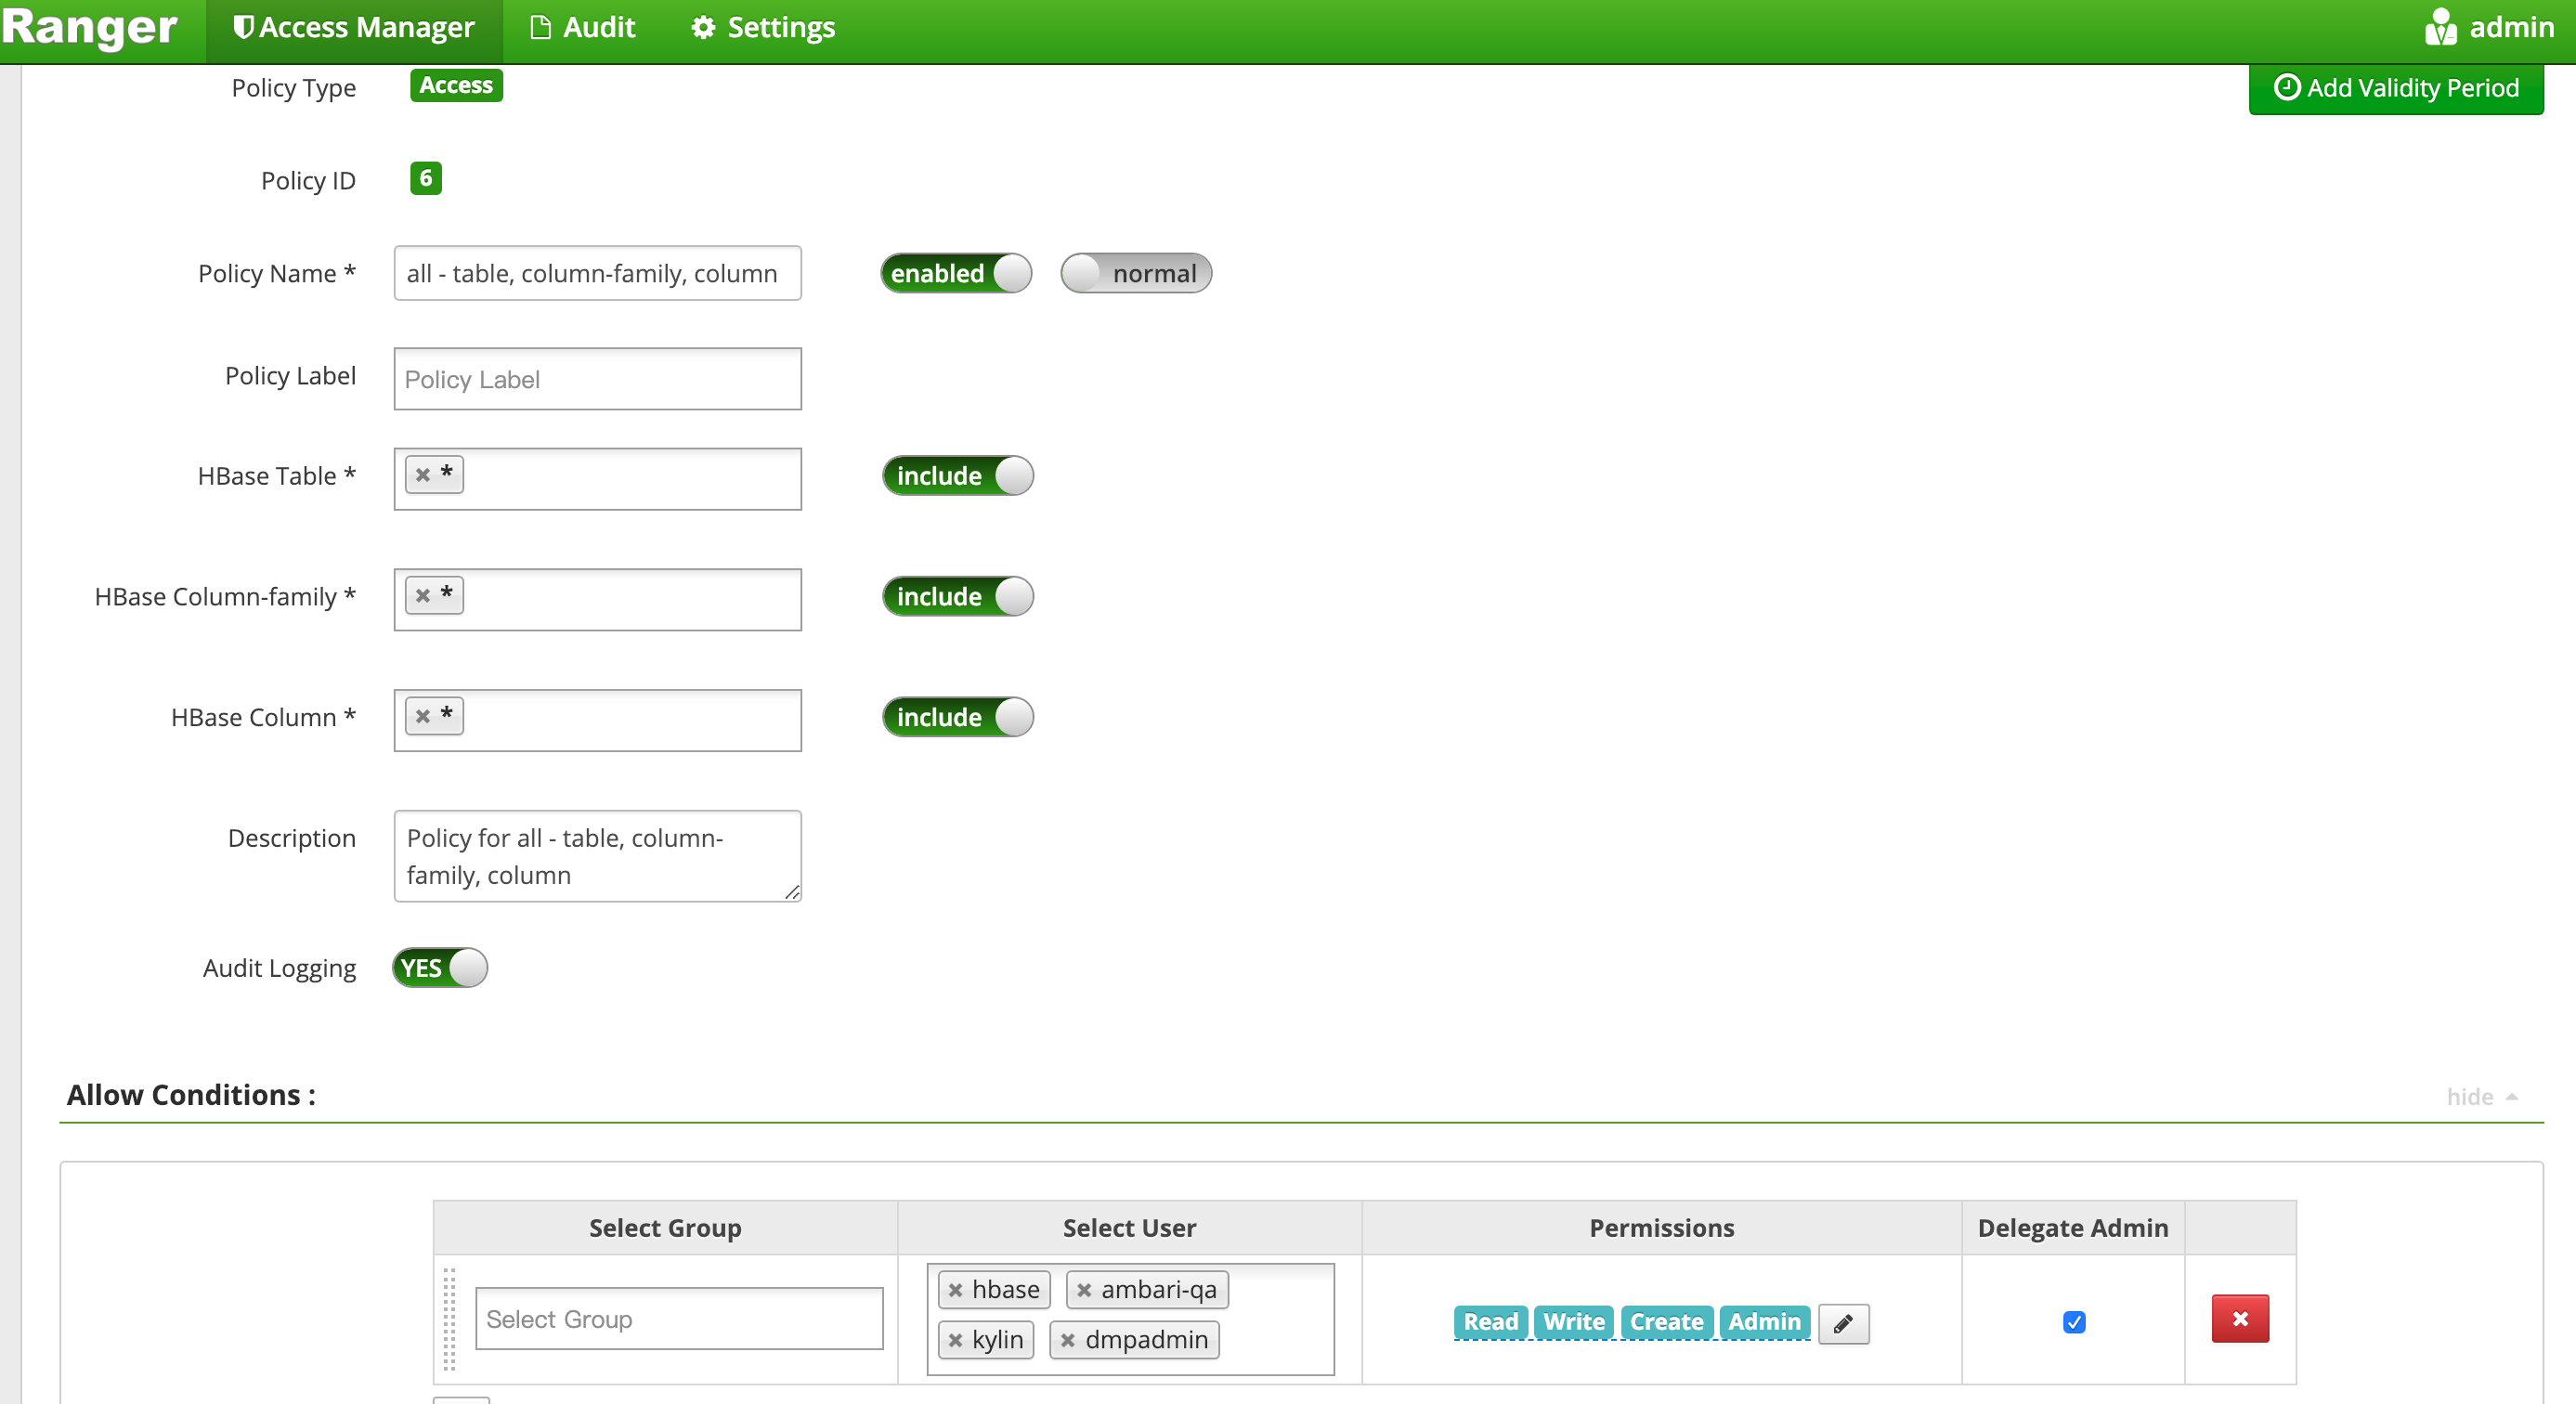 Ranger Access Manager Audit Settings admin
Policy Type Access Add Validity Period
Policy ID 6
Policy Name * all - table, column-family, column enabled normal
Policy Label Policy Label
HBase Table * × * include
HBase Column-family * × * include
HBase Column * × * include
Description Policy for all - table, column-
family, column
Audit Logging YES
Allow Conditions : hide
Select Group Select User Permissions Delegate Admin
× hbase × ambari-qa
Select Group Read Write Create Admin
× kylin × dmpadmin